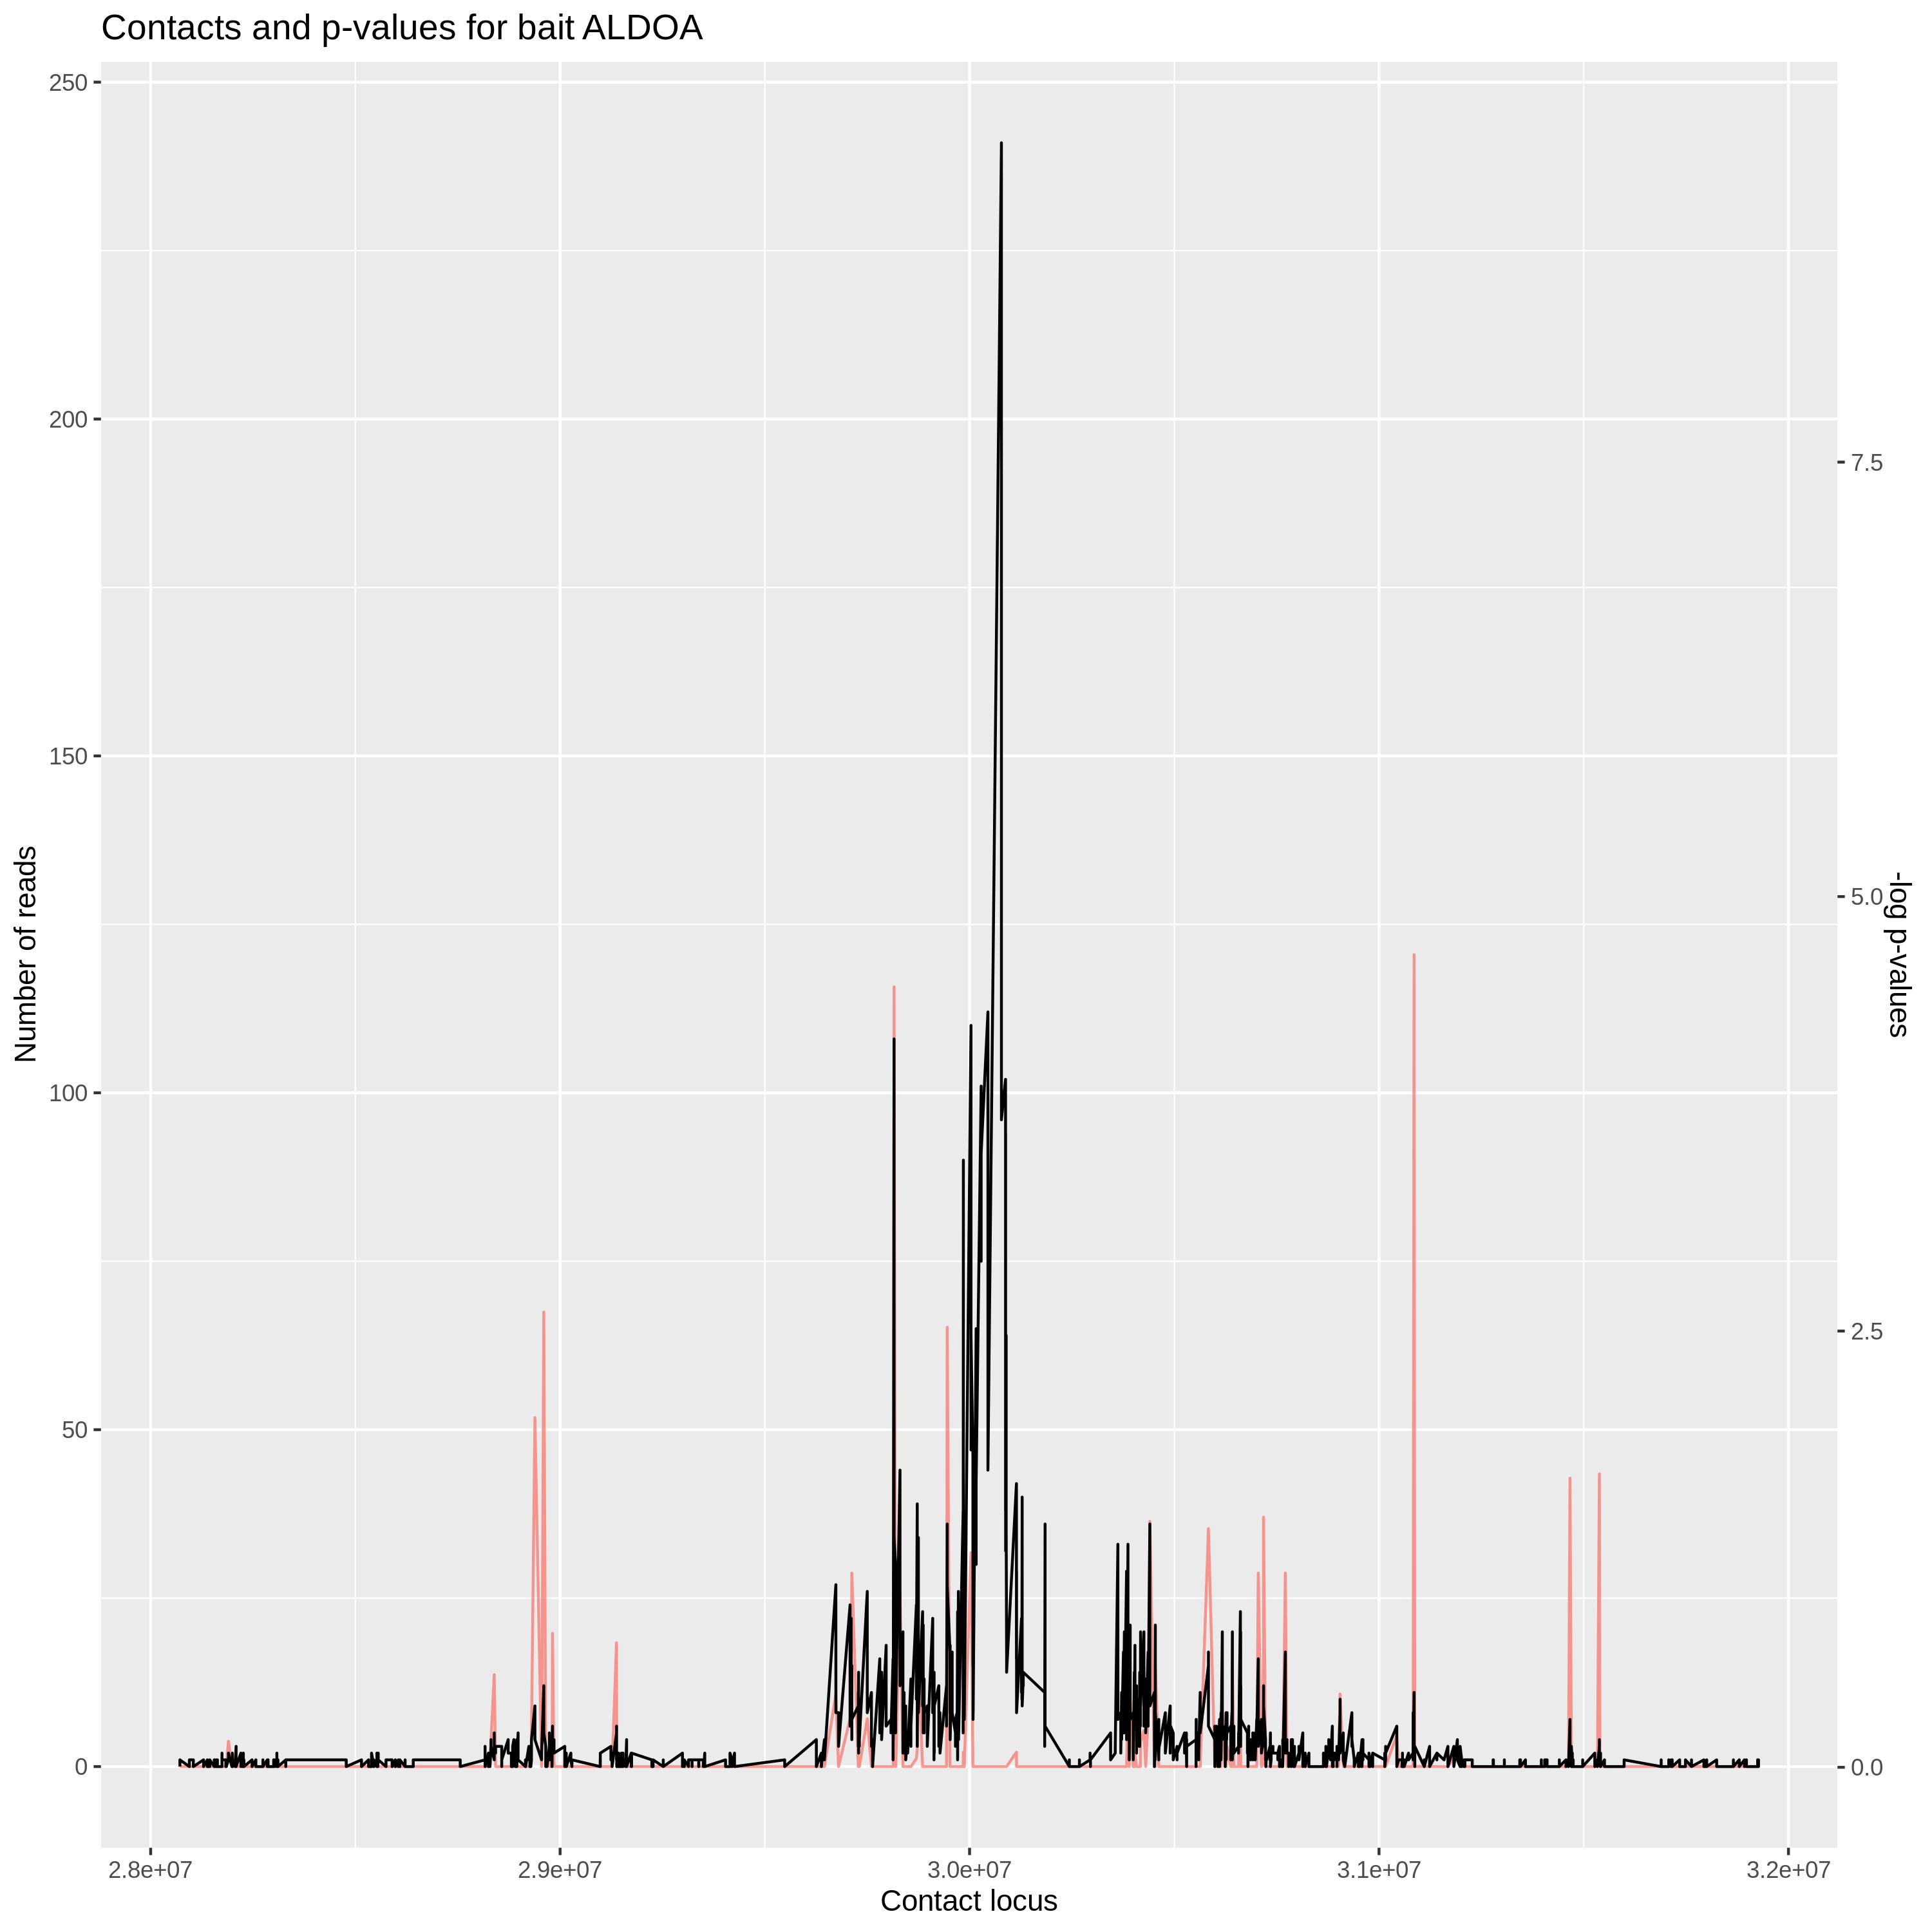 Contacts and p-values for bait ALDOA
250
200
150
100
50
0
Number of reads
7.5
5.0
2.5
0.0
-log p-values
2.8e+07
2.9e+07
3.0e+07
3.1e+07
3.2e+07
Contact locus